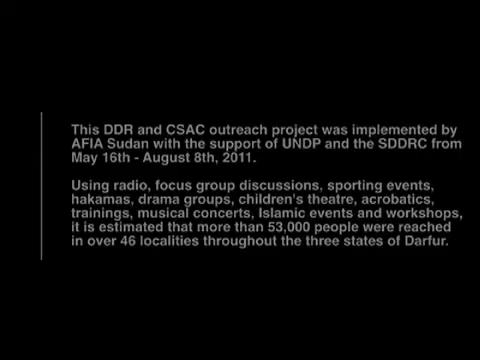 This DDR and CSAC outreach project was implemented by
AFIA Sudan with the support of UNDP and the SDDRC from
May 16th - August 8th, 2011.
Using radio, focus group discussions, sporting events,
hakamas, drama groups, children's theatre, acrobatics,
trainings, musical concerts, Islamic events and workshops,
it is estimated that more than 53,000 people were reached
in over 46 localities throughout the three states of Darfur.